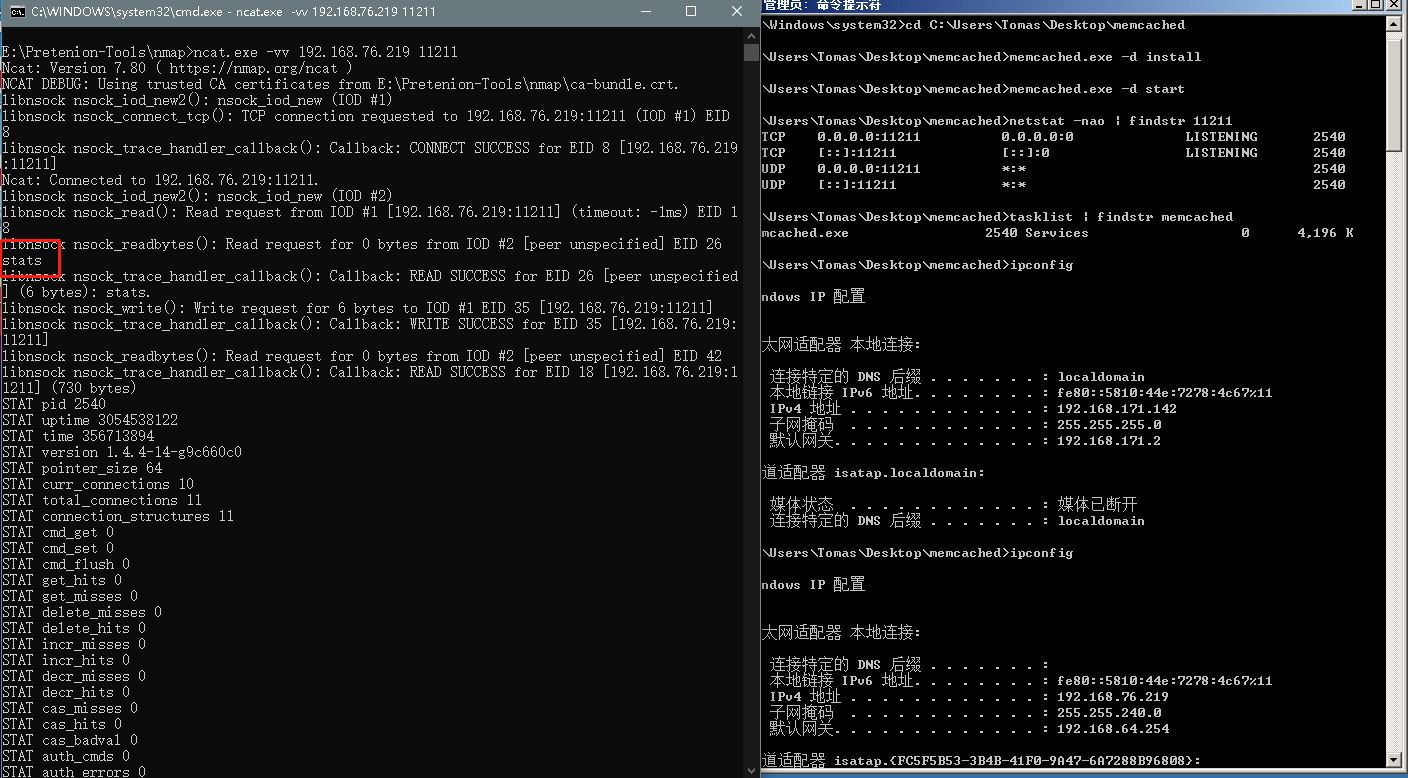 C:\WINDOWS\system32\cmd.exe - ncat.exe -vv 192.168.76.219 11211
E:\Pretenion-Tools\nmap>ncat.exe -vv 192.168.76.219 11211
Ncat: Version 7.80 ( https://nmap.org/ncat )
NCAT DEBUG: Using trusted CA certificates from E:\Pretenion-Tools\nmap\ca-bundle.crt.
libnsock nsock_iod_new2(): nsock_iod_new (IOD #1)
libnsock nsock_connect_tcp(): TCP connection requested to 192.168.76.219:11211 (IOD #1) EID
8
libnsock nsock_trace_handler_callback(): Callback: CONNECT SUCCESS for EID 8 [192.168.76.219
:11211]
Ncat: Connected to 192.168.76.219:11211.
libnsock nsock_iod_new2(): nsock_iod_new (IOD #2)
libnsock nsock_read(): Read request from IOD #1 [192.168.76.219:11211] (timeout: -1ms) EID 1
8
libnsock nsock_readbytes(): Read request for 0 bytes from IOD #2 [peer unspecified] EID 26
stats
libnsock nsock_trace_handler_callback(): Callback: READ SUCCESS for EID 26 [peer unspecified
] (6 bytes): stats.
libnsock nsock_write(): Write request for 6 bytes to IOD #1 EID 35 [192.168.76.219:11211]
libnsock nsock_trace_handler_callback(): Callback: WRITE SUCCESS for EID 35 [192.168.76.219:
11211]
libnsock nsock_readbytes(): Read request for 0 bytes from IOD #2 [peer unspecified] EID 42
libnsock nsock_trace_handler_callback(): Callback: READ SUCCESS for EID 18 [192.168.76.219:1
1211] (730 bytes)
STAT pid 2540
STAT uptime 3054538122
STAT time 356713894
STAT version 1.4.4-14-g9c660c0
STAT pointer_size 64
STAT curr_connections 10
STAT total_connections 11
STAT connection_structures 11
STAT cmd_get 0
STAT cmd_set 0
STAT cmd_flush 0
STAT get_hits 0
STAT get_misses 0
STAT delete_misses 0
STAT delete_hits 0
STAT incr_misses 0
STAT incr_hits 0
STAT decr_misses 0
STAT decr_hits 0
STAT cas_misses 0
STAT cas_hits 0
STAT cas_badval 0
STAT auth_cmds 0
STAT auth_errors 0
管理员: 命令提示符
\Windows\system32>cd C:\Users\Tomas\Desktop\memcached
\Users\Tomas\Desktop\memcached>memcached.exe -d install
\Users\Tomas\Desktop\memcached>memcached.exe -d start
\Users\Tomas\Desktop\memcached>netstat -nao | findstr 11211
TCP 0.0.0.0:11211 0.0.0.0:0 LISTENING 2540
TCP [::]:11211 [::]:0 LISTENING 2540
UDP 0.0.0.0:11211 *:* 2540
UDP [::]:11211 *:* 2540
\Users\Tomas\Desktop\memcached>tasklist | findstr memcached
mcached.exe 2540 Services 0 4,196 K
\Users\Tomas\Desktop\memcached>ipconfig
ndows IP 配置
太网适配器 本地连接:
连接特定的 DNS 后缀 . . . . . . . : localdomain
本地链接 IPv6 地址. . . . . . . . : fe80::5810:44e:7278:4c67%11
IPv4 地址 . . . . . . . . . . . . : 192.168.171.142
子网掩码 . . . . . . . . . . . . : 255.255.255.0
默认网关. . . . . . . . . . . . . : 192.168.171.2
道适配器 isatap.localdomain:
媒体状态 . . . . . . . . . . . . : 媒体已断开
连接特定的 DNS 后缀 . . . . . . . : localdomain
\Users\Tomas\Desktop\memcached>ipconfig
ndows IP 配置
太网适配器 本地连接:
连接特定的 DNS 后缀 . . . . . . . :
本地链接 IPv6 地址. . . . . . . . : fe80::5810:44e:7278:4c67%11
IPv4 地址 . . . . . . . . . . . . : 192.168.76.219
子网掩码 . . . . . . . . . . . . : 255.255.240.0
默认网关. . . . . . . . . . . . . : 192.168.64.254
道适配器 isatap.{FC5F5B53-3B4B-41F0-9A47-6A7288B96808}: